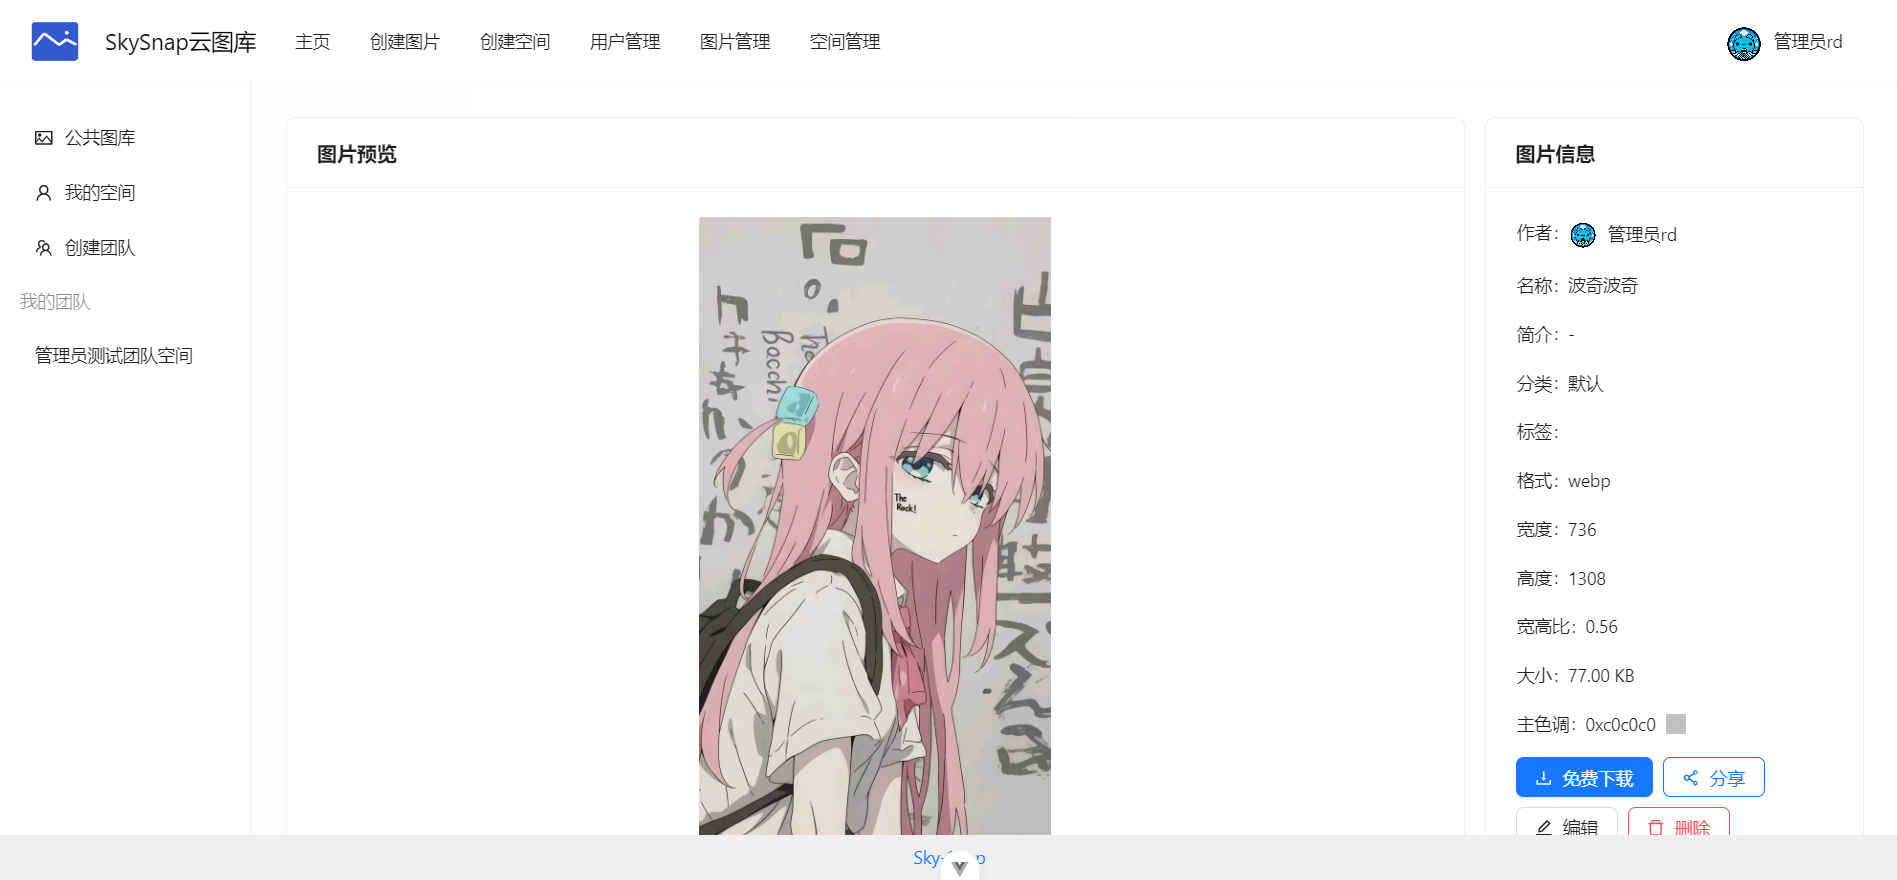 SkySnap云图库
主页
创建图片
创建空间
用户管理
图片管理
空间管理
管理员rd
公共图库
我的空间
创建团队
我的团队
管理员测试团队空间
图片预览
The
Bocchi
The
Rock!
图片信息
作者： 管理员rd
名称：波奇波奇
简介：-
分类：默认
标签：
格式：webp
宽度：736
高度：1308
宽高比：0.56
大小：77.00 KB
主色调：0xc0c0c0
免费下载
分享
编辑
删除